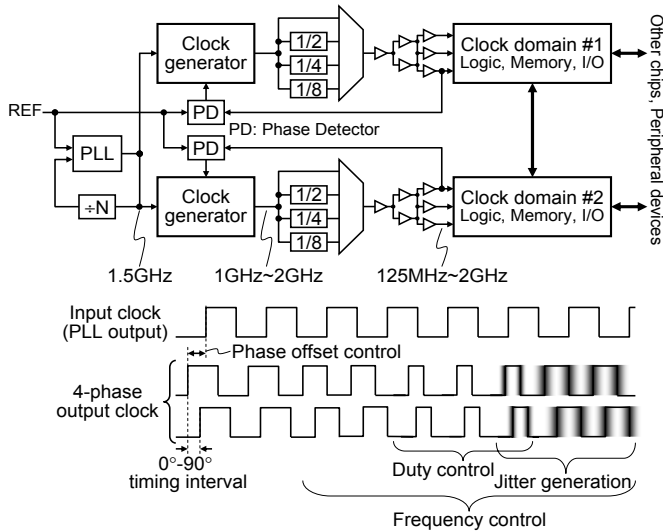 Clock
generator
1/2
1/4
1/8
Clock domain #1
Logic, Memory, I/O
REF
PD
PD: Phase Detector
PLL
PD
÷N
Clock
generator
1/2
1/4
1/8
Clock domain #2
Logic, Memory, I/O
Other chips, Peripheral devices
1.5GHz
1GHz~2GHz
125MHz~2GHz
Input clock
(PLL output)
Phase offset control
4-phase
output clock
0°-90°
timing interval
Duty control
Jitter generation
Frequency control